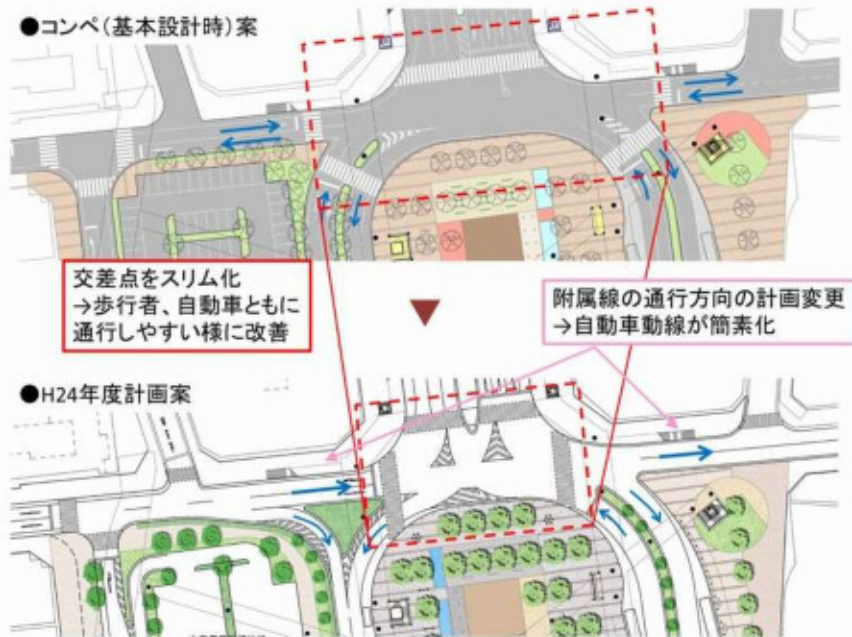 ●コンペ(基本設計時)案
交差点をスリム化
→歩行者、自動車ともに
通行しやすい様に改善
附属線の通行方向の計画変更
→自動車動線が簡素化
●H24年度計画案